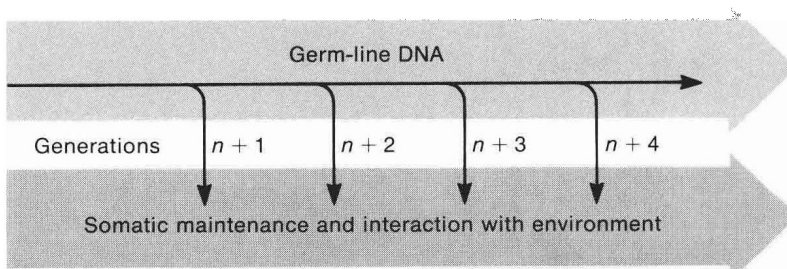 Germ-line DNA
Generations n + 1 n + 2 n + 3 n + 4
Somatic maintenance and interaction with environment